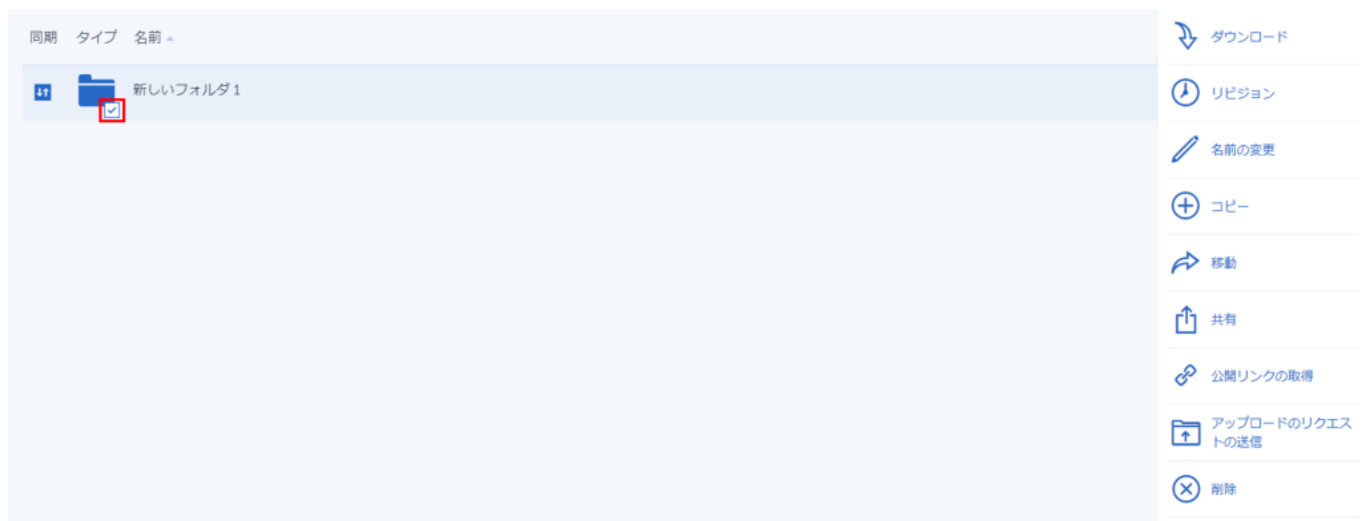 同期 タイプ 名前
新しいフォルダ1
ダウンロード
リビジョン
名前の変更
コピー
移動
共有
公開リンクの取得
アップロードのリクエス
トの送信
削除